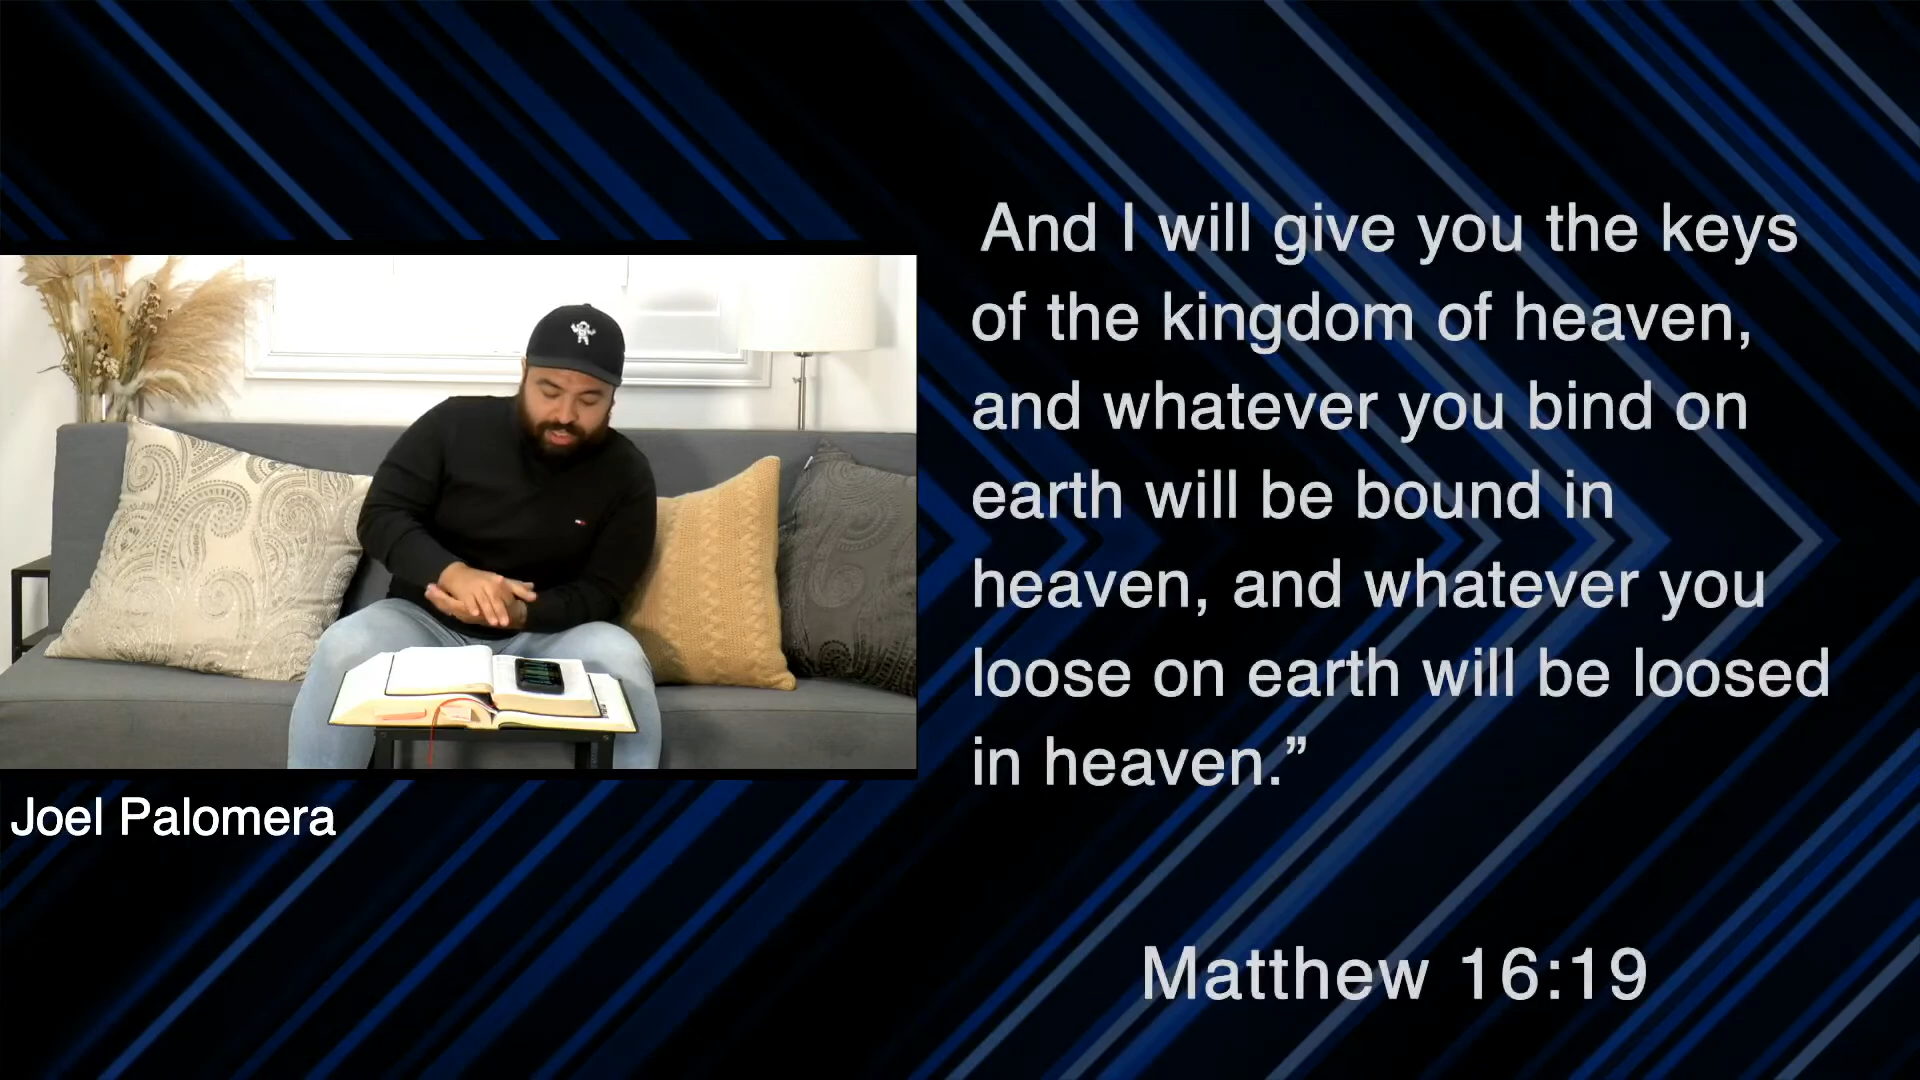 And I will give you the keys
of the kingdom of heaven,
and whatever you bind on
earth will be bound in
heaven, and whatever you
loose on earth will be loosed
in heaven.”
Matthew 16:19
Joel Palomera